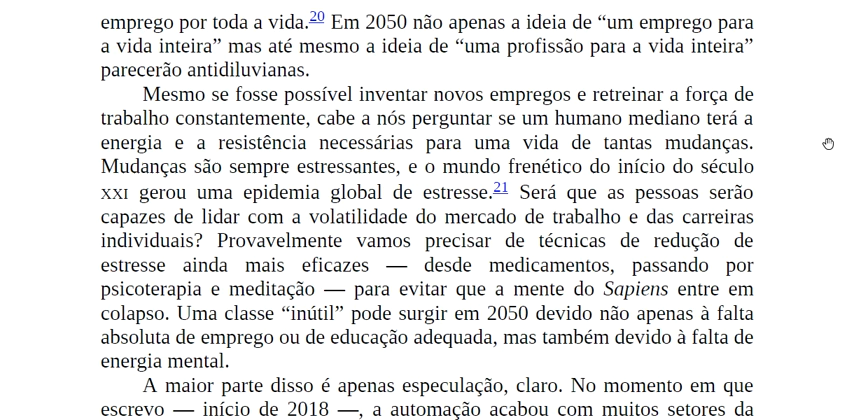 emprego por toda a vida.20 Em 2050 não apenas a ideia de “um emprego para
a vida inteira” mas até mesmo a ideia de “uma profissão para a vida inteira”
parecerão antidiluvianas.
Mesmo se fosse possível inventar novos empregos e retreinar a força de
trabalho constantemente, cabe a nós perguntar se um humano mediano terá a
energia e a resistência necessárias para uma vida de tantas mudanças.
Mudanças são sempre estressantes, e o mundo frenético do início do século
XXI gerou uma epidemia global de estresse.21 Será que as pessoas serão
capazes de lidar com a volatilidade do mercado de trabalho e das carreiras
individuais? Provavelmente vamos precisar de técnicas de redução de
estresse ainda mais eficazes — desde medicamentos, passando por
psicoterapia e meditação — para evitar que a mente do Sapiens entre em
colapso. Uma classe “inútil” pode surgir em 2050 devido não apenas à falta
absoluta de emprego ou de educação adequada, mas também devido à falta de
energia mental.
A maior parte disso é apenas especulação, claro. No momento em que
escrevo — início de 2018 —, a automação acabou com muitos setores da